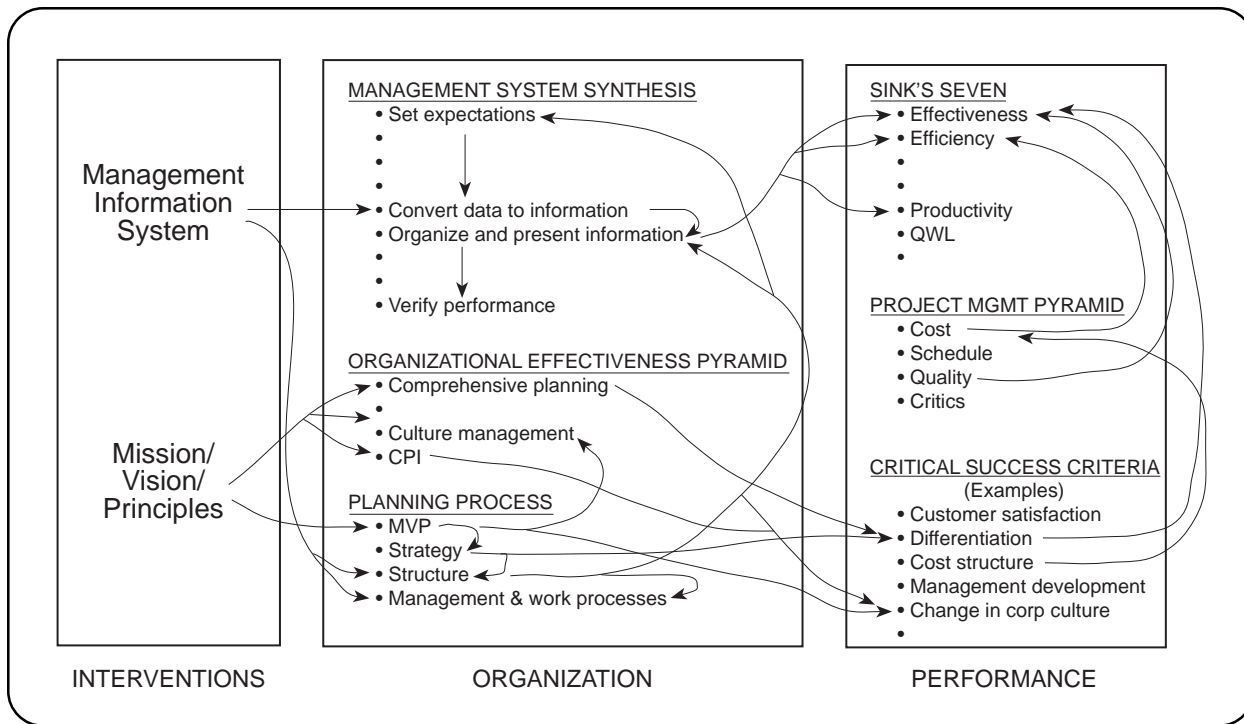 Management
Information
System
Mission/
Vision/
Principles
INTERVENTIONS
MANAGEMENT SYSTEM SYNTHESIS
• Set expectations
•
•
•
• Convert data to information
• Organize and present information
•
•
• Verify performance
ORGANIZATIONAL EFFECTIVENESS PYRAMID
• Comprehensive planning
•
• Culture management
• CPI
PLANNING PROCESS
• MVP
• Strategy
• Structure
• Management & work processes
ORGANIZATION
SINK'S SEVEN
• Effectiveness
• Efficiency
•
•
• Productivity
• QWL
•
PROJECT MGMT PYRAMID
• Cost
• Schedule
• Quality
• Critics
CRITICAL SUCCESS CRITERIA
(Examples)
• Customer satisfaction
• Differentiation
• Cost structure
• Management development
• Change in corp culture
•
PERFORMANCE